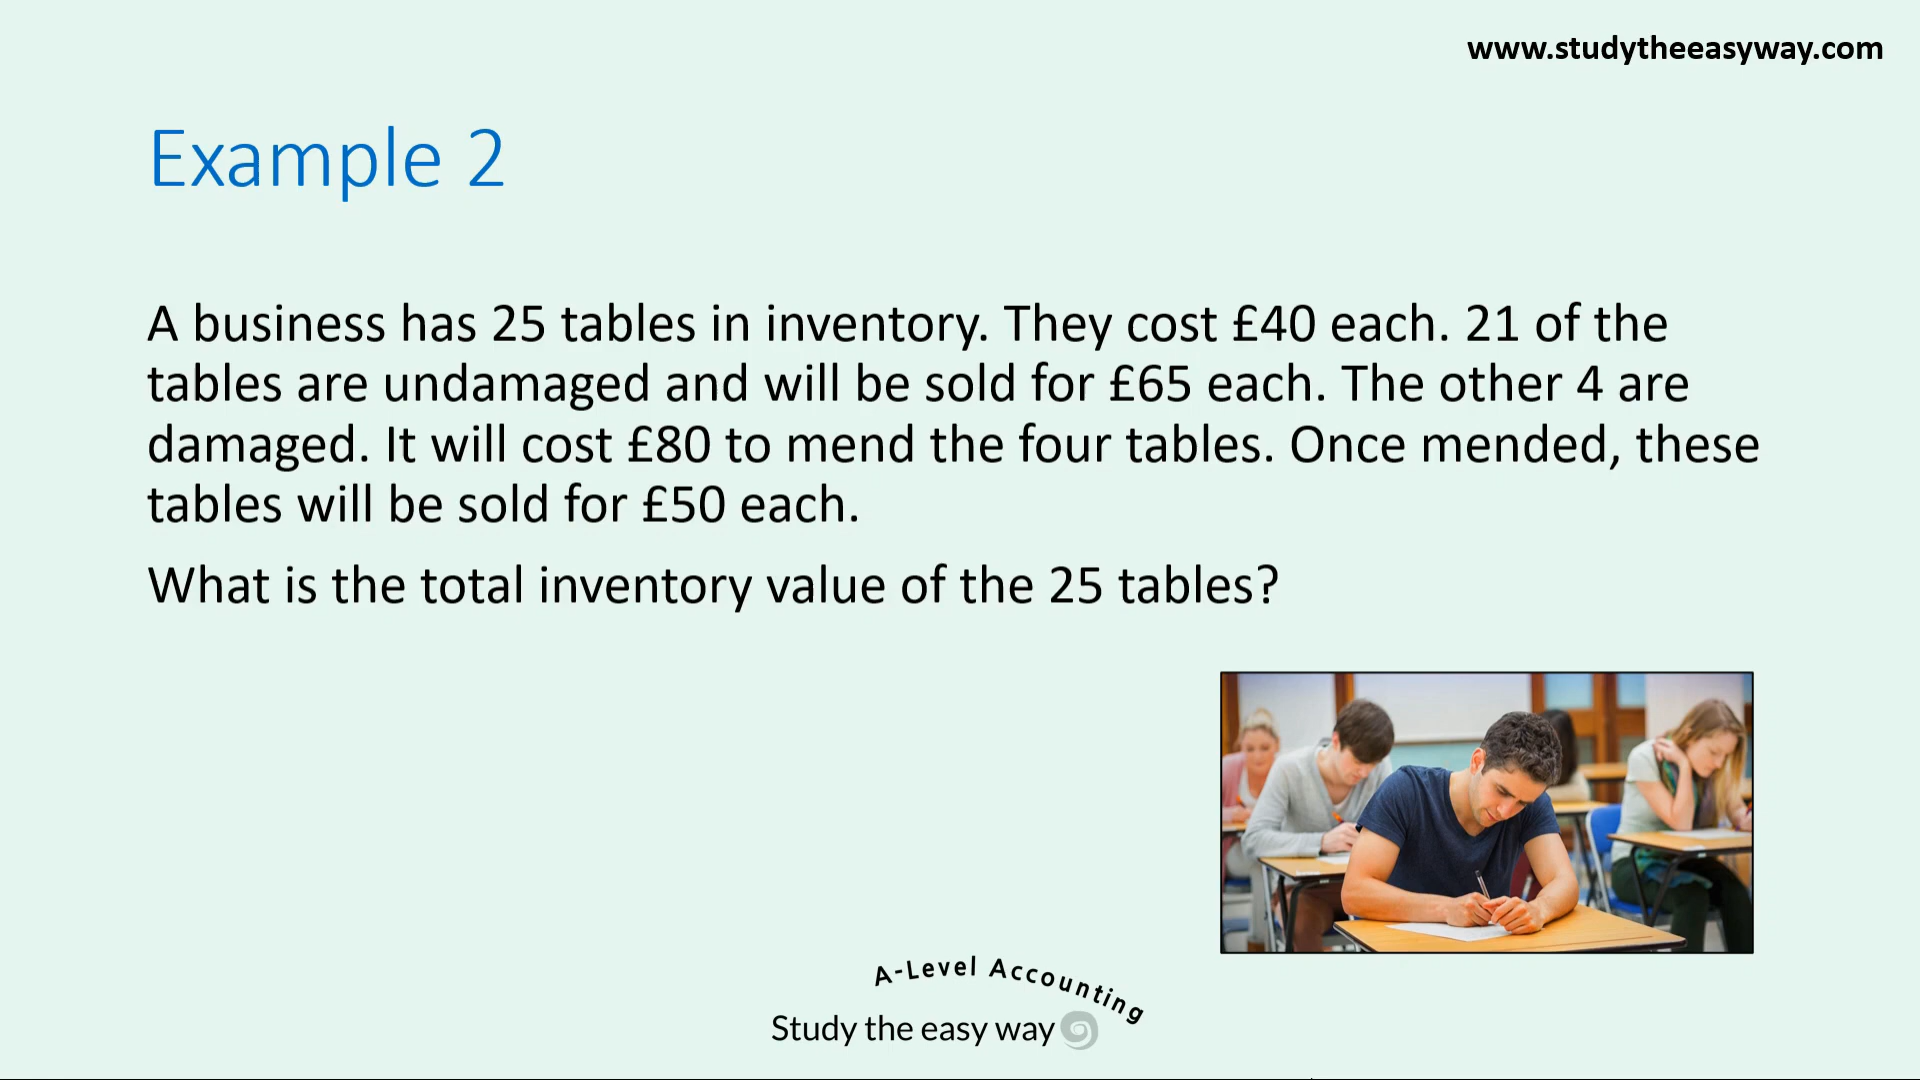 www.studytheeasyway.com
Example 2
A business has 25 tables in inventory. They cost £40 each. 21 of the
tables are undamaged and will be sold for £65 each. The other 4 are
damaged. It will cost £80 to mend the four tables. Once mended, these
tables will be sold for £50 each.
What is the total inventory value of the 25 tables?
A-Level Accounting
Study the easy way